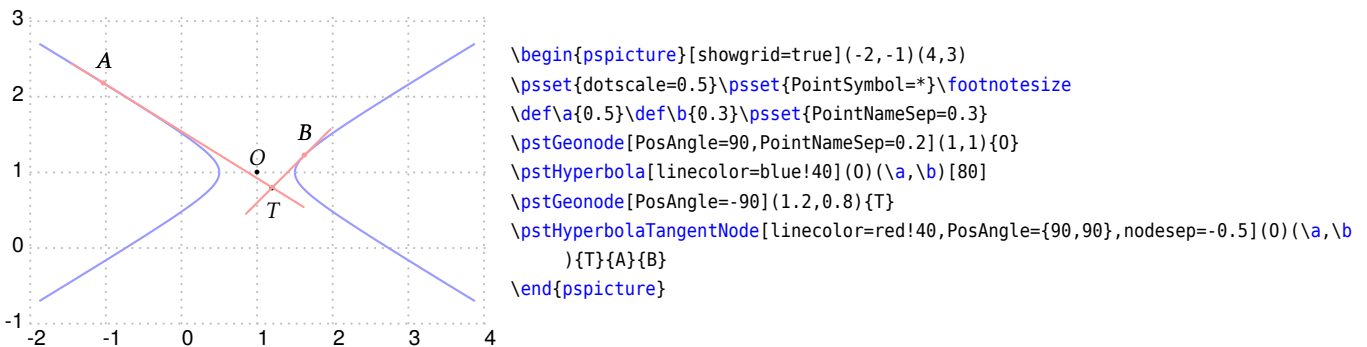 3
2
1
0
-1
-2
-1
0
1
2
3
4
A
B
O
T
\begin{pspicture}[showgrid=true](-2,-1)(4,3)
\psset{dotscale=0.5}\psset{PointSymbol=*}\footnotesize
\def\a{0.5}\def\b{0.3}\psset{PointNameSep=0.3}
\pstGeonode[PosAngle=90,PointNameSep=0.2](1,1){O}
\pstHyperbola[linecolor=blue!40](O)(\a,\b)[80]
\pstGeonode[PosAngle=-90](1.2,0.8){T}
\pstHyperbolaTangentNode[linecolor=red!40,PosAngle={90,90},nodesep=-0.5](O)(\a,\b
){T}{A}{B}
\end{pspicture}